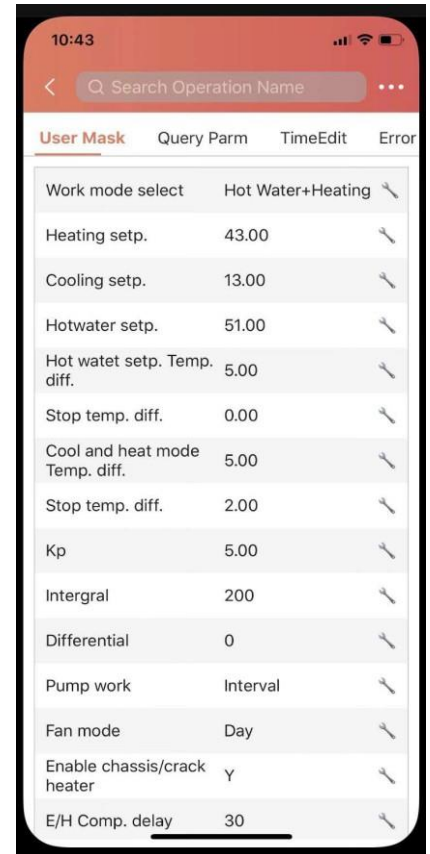 10:43
Search Operation Name
User Mask Query Parm TimeEdit Error
Work mode select Hot Water+Heating
Heating setp. 43.00
Cooling setp. 13.00
Hotwater setp. 51.00
Hot watet setp. Temp.
diff. 5.00
Stop temp. diff. 0.00
Cool and heat mode
Temp. diff. 5.00
Stop temp. diff. 2.00
Kp 5.00
Intergral 200
Differential 0
Pump work Interval
Fan mode Day
Enable chassis/crack
heater Y
E/H Comp. delay 30